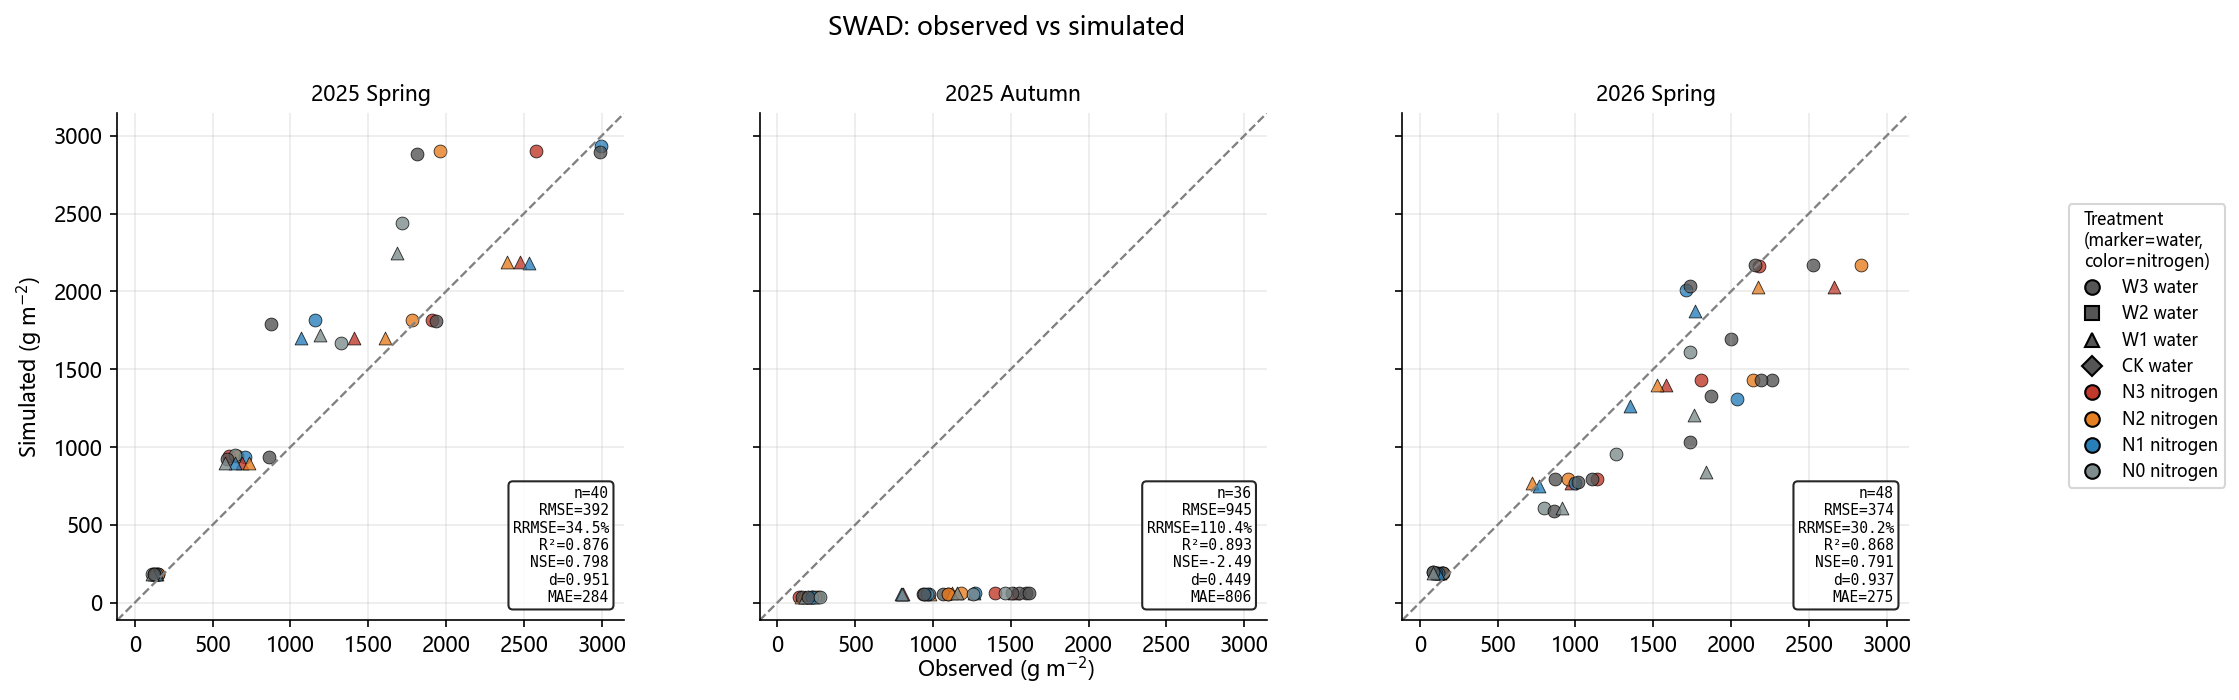 SWAD: observed vs simulated
2025 Spring
2025 Autumn
2026 Spring
Simulated (g m⁻²)
3000
2500
2000
1500
1000
500
0
n=40
RMSE=392
RRMSE=34.5%
R²=0.876
NSE=0.798
d=0.951
MAE=284
0 500 1000 1500 2000 2500 3000
n=36
RMSE=945
RRMSE=110.4%
R²=0.893
NSE=-2.49
d=0.449
MAE=806
0 500 1000 1500 2000 2500 3000
Observed (g m⁻²)
n=48
RMSE=374
RRMSE=30.2%
R²=0.868
NSE=0.791
d=0.937
MAE=275
0 500 1000 1500 2000 2500 3000
Treatment
(marker=water,
color=nitrogen)
W3 water
W2 water
W1 water
CK water
N3 nitrogen
N2 nitrogen
N1 nitrogen
N0 nitrogen